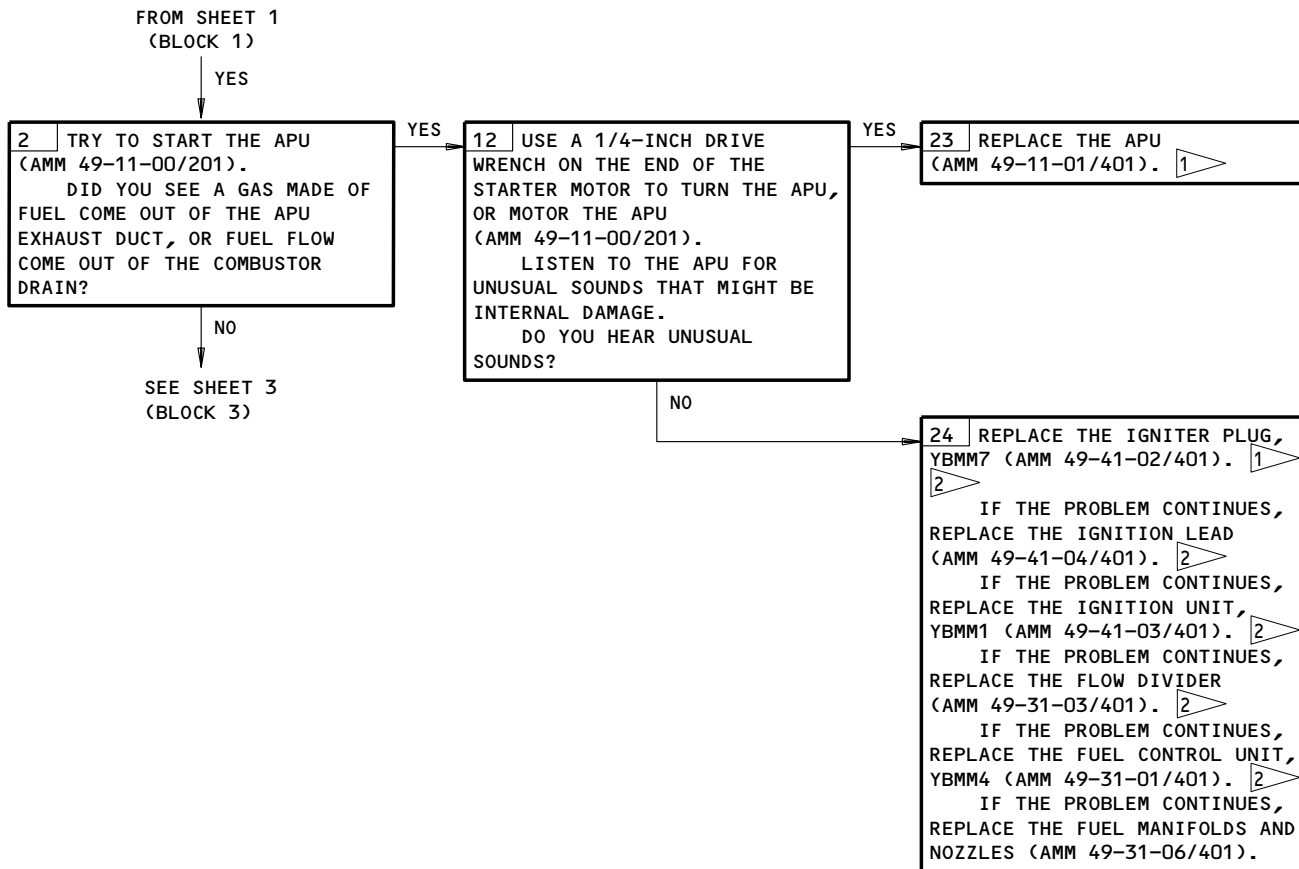 FROM SHEET 1
(BLOCK 1)
YES
2 TRY TO START THE APU
(AMM 49-11-00/201).
DID YOU SEE A GAS MADE OF
FUEL COME OUT OF THE APU
EXHAUST DUCT, OR FUEL FLOW
COME OUT OF THE COMBUSTOR
DRAIN?
NO
SEE SHEET 3
(BLOCK 3)
YES
12 USE A 1/4-INCH DRIVE
WRENCH ON THE END OF THE
STARTER MOTOR TO TURN THE APU,
OR MOTOR THE APU
(AMM 49-11-00/201).
LISTEN TO THE APU FOR
UNUSUAL SOUNDS THAT MIGHT BE
INTERNAL DAMAGE.
DO YOU HEAR UNUSUAL
SOUNDS?
YES
23 REPLACE THE APU
(AMM 49-11-01/401). 1
NO
24 REPLACE THE IGNITER PLUG,
YBMM7 (AMM 49-41-02/401). 1
2
IF THE PROBLEM CONTINUES,
REPLACE THE IGNITION LEAD
(AMM 49-41-04/401). 2
IF THE PROBLEM CONTINUES,
REPLACE THE IGNITION UNIT,
YBMM1 (AMM 49-41-03/401). 2
IF THE PROBLEM CONTINUES,
REPLACE THE FLOW DIVIDER
(AMM 49-31-03/401). 2
IF THE PROBLEM CONTINUES,
REPLACE THE FUEL CONTROL UNIT,
YBMM4 (AMM 49-31-01/401). 2
IF THE PROBLEM CONTINUES,
REPLACE THE FUEL MANIFOLDS AND
NOZZLES (AMM 49-31-06/401).